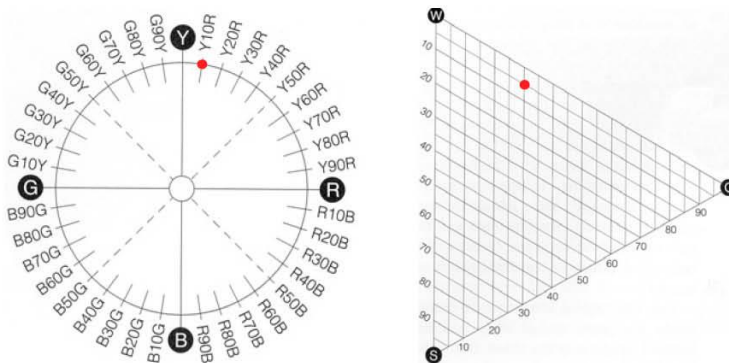 Y
Y10R
Y20R
Y30R
Y40R
Y50R
Y60R
Y70R
Y80R
Y90R
R
R10B
R20B
R30B
R40B
R50B
R60B
R70B
R80B
R90B
B
B10G
B20G
B30G
B40G
B50G
B60G
B70G
B80G
B90G
G
G10Y
G20Y
G30Y
G40Y
G50Y
G60Y
G70Y
G80Y
G90Y
W
10
20
30
40
50
60
70
80
90
S
10
20
30
40
50
60
70
80
90
C